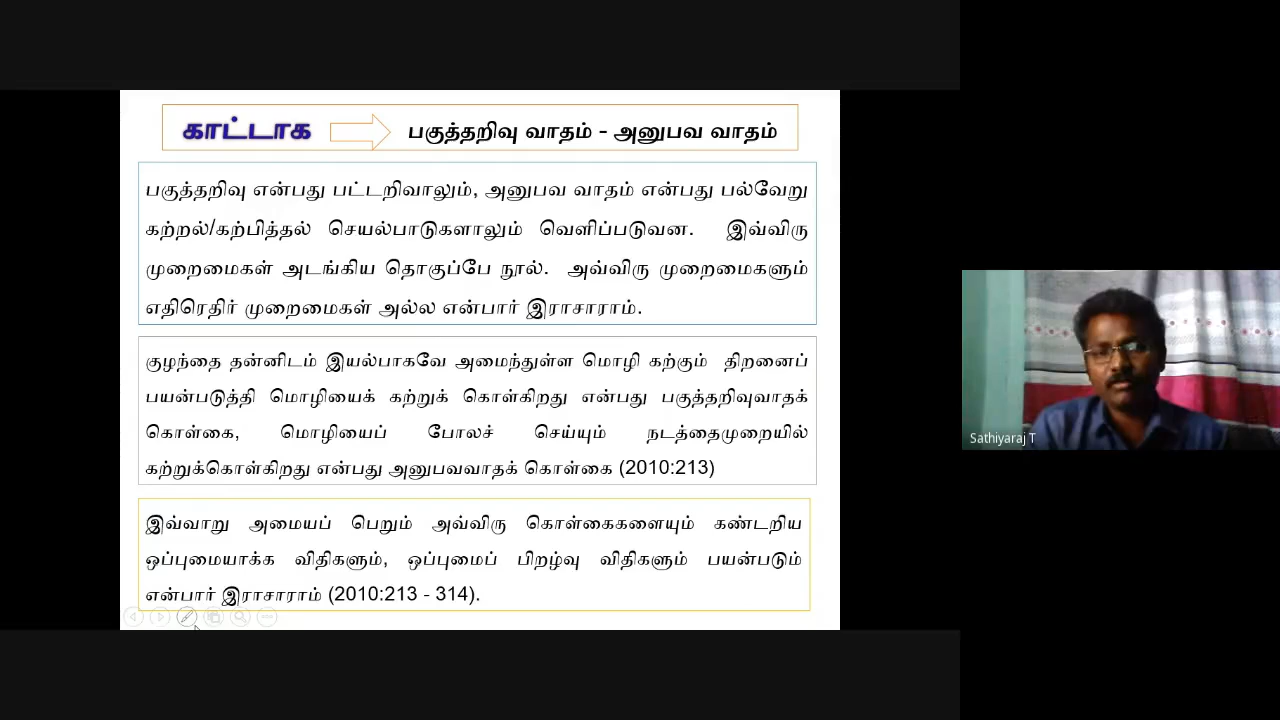 காட்டாக பகுத்தறிவு வாதம் - அனுபவ வாதம்
பகுத்தறிவு என்பது பட்டறிவாலும், அனுபவ வாதம் என்பது பல்வேறு
கற்றல்/கற்பித்தல் செயல்பாடுகளாலும் வெளிப்படுவன. இவ்விரு
முறைமைகள் அடங்கிய தொகுப்பே நூல். அவ்விரு முறைமைகளும்
எதிரெதிர் முறைமைகள் அல்ல என்பார் இராசாராம்.
குழந்தை தன்னிடம் இயல்பாகவே அமைந்துள்ள மொழி கற்கும் திறனைப்
பயன்படுத்தி மொழியைக் கற்றுக் கொள்கிறது என்பது பகுத்தறிவுவாதக்
கொள்கை, மொழியைப் போலச் செய்யும் நடத்தைமுறையில்
கற்றுக்கொள்கிறது என்பது அனுபவவாதக் கொள்கை (2010:213)
இவ்வாறு அமையப் பெறும் அவ்விரு கொள்கைகளையும் கண்டறிய
ஒப்புமையாக்க விதிகளும், ஒப்புமைப் பிறழ்வு விதிகளும் பயன்படும்
என்பார் இராசாராம் (2010:213 - 314).
Sathiyaraj T